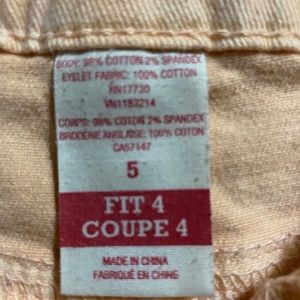 BODY: 98% COTTON 2% SPANDEX
EYELET FABRIC: 100% COTTON
RN17730
VN1163214
CORPS: 98% COTON 2% SPANDEX
BRODERIE ANGLAISE: 100% COTON
CA57147
5
FIT 4
COUPE 4
MADE IN CHINA
FABRIQUÉ EN CHINE